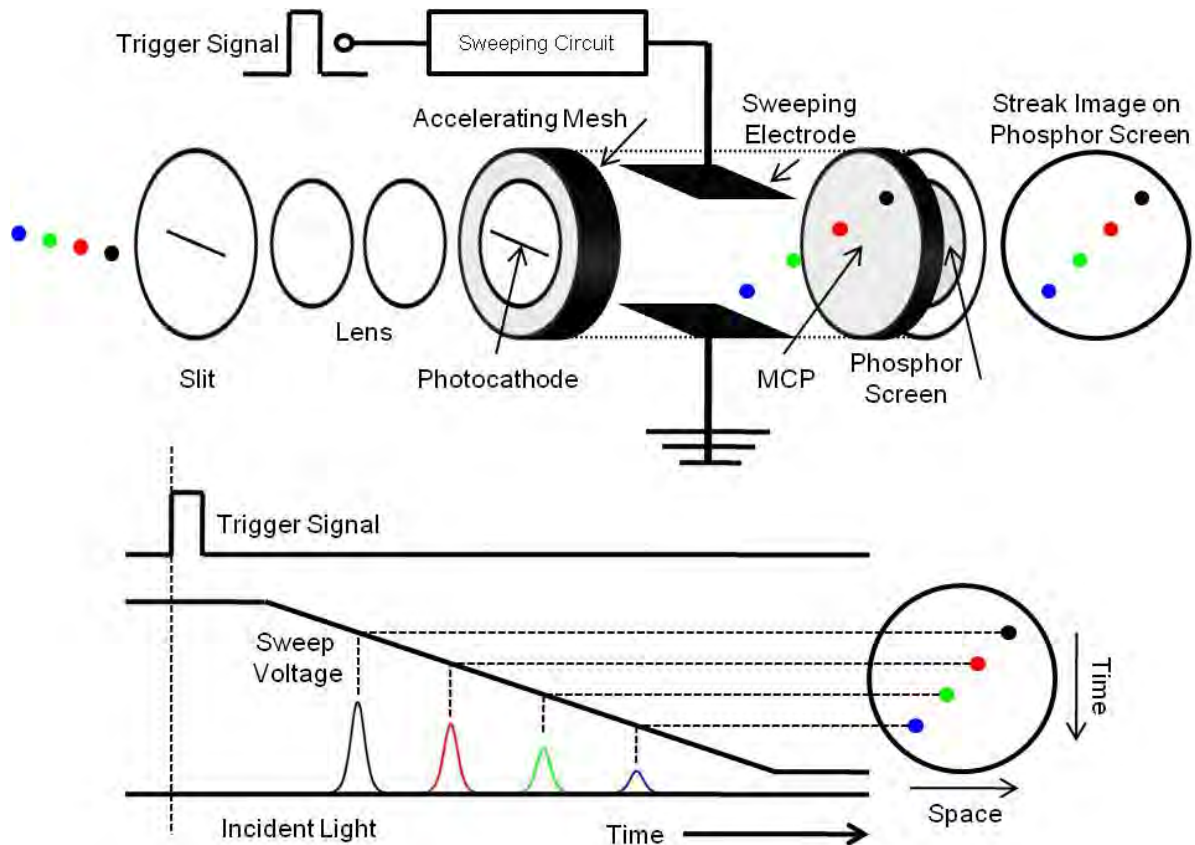 Trigger Signal
Sweeping Circuit
Accelerating Mesh
Sweeping
Electrode
Streak Image on
Phosphor Screen
Slit
Lens
Photocathode
MCP
Phosphor
Screen
Trigger Signal
Sweep
Voltage
Time
Incident Light
Time
Space